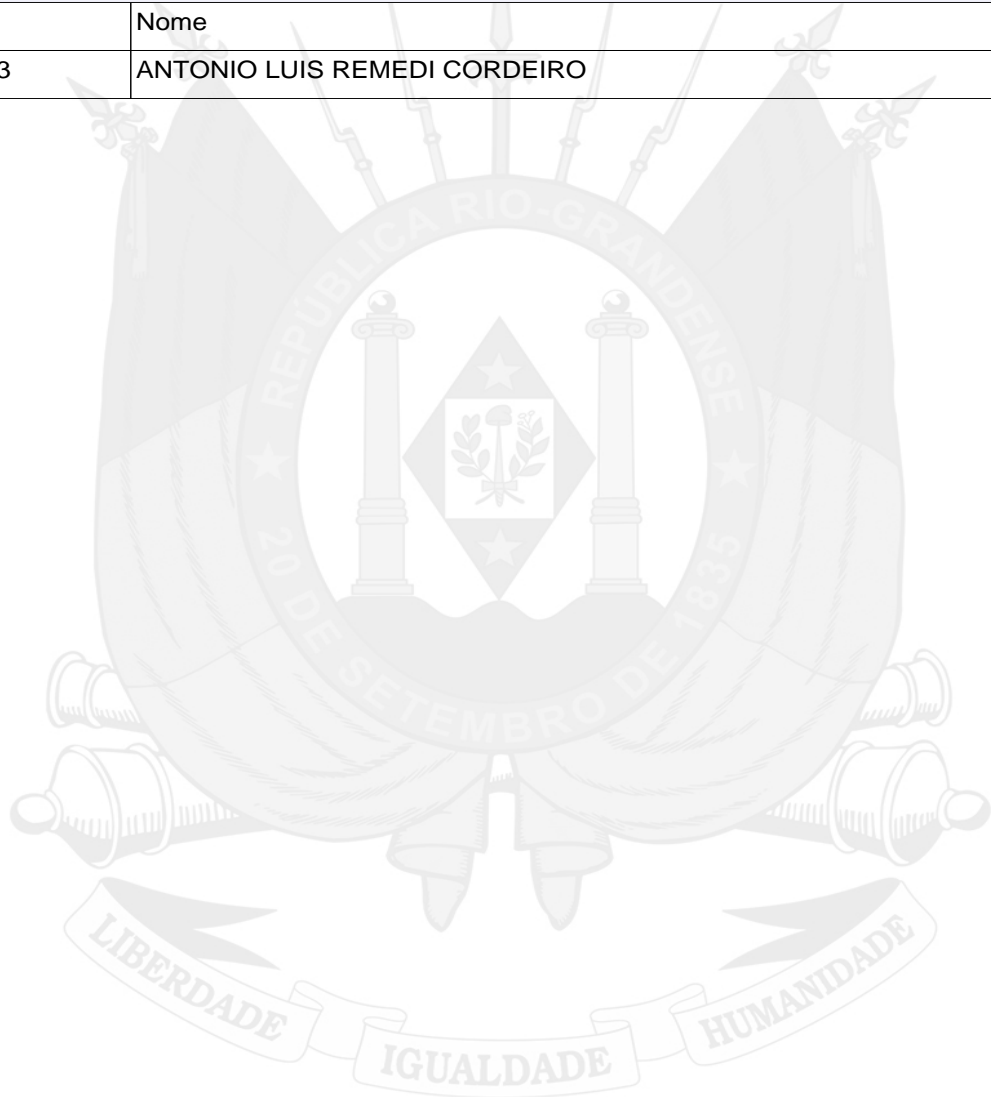 Nome
3 ANTONIO LUIS REMEDI CORDEIRO
REPÚBLICA RIO-GRANDENSE
★ 20 DE SETEMBRO DE 1835 ★
LIBERDADE IGUALDADE HUMANIDADE